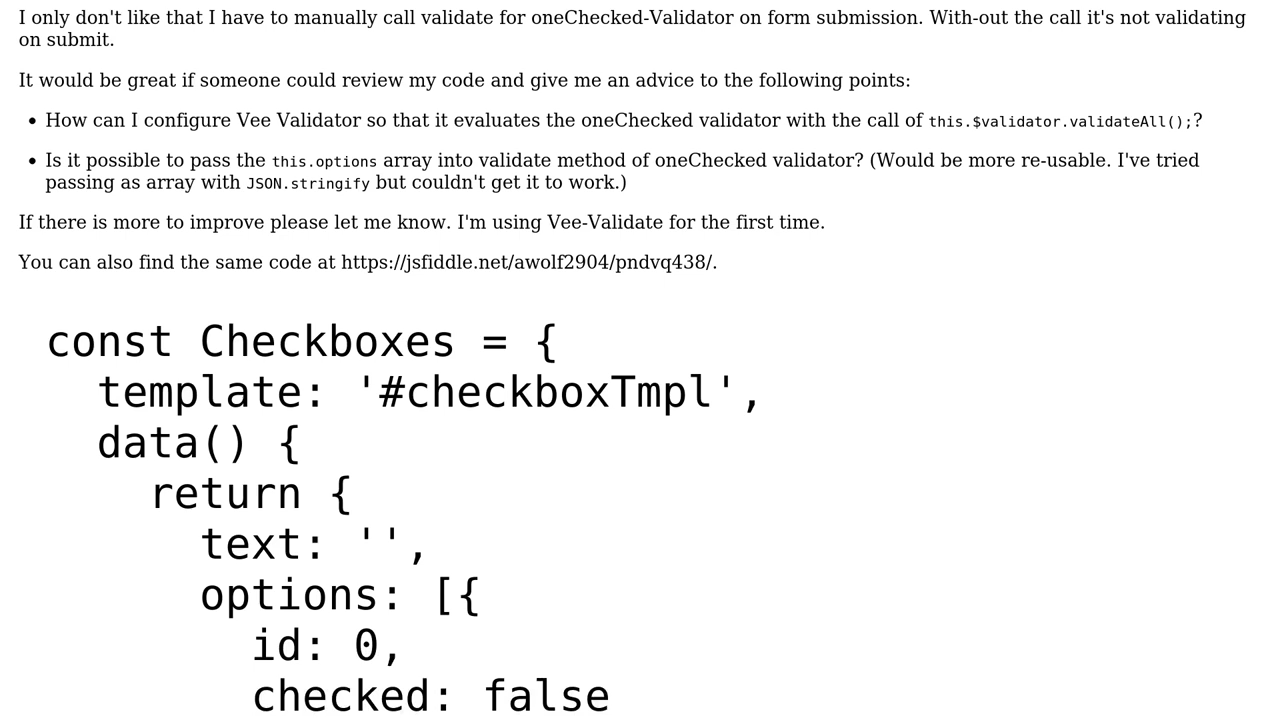 I only don't like that I have to manually call validate for oneChecked-Validator on form submission. With-out the call it's not validating
on submit.
It would be great if someone could review my code and give me an advice to the following points:
• How can I configure Vee Validator so that it evaluates the oneChecked validator with the call of this.$validator.validateAll();?
• Is it possible to pass the this.options array into validate method of oneChecked validator? (Would be more re-usable. I've tried
passing as array with JSON.stringify but couldn't get it to work.)
If there is more to improve please let me know. I'm using Vee-Validate for the first time.
You can also find the same code at https://jsfiddle.net/awolf2904/pndvq438/.
const Checkboxes = {
  template: '#checkboxTmpl',
  data() {
    return {
      text: '',
      options: [{
        id: 0,
        checked: false